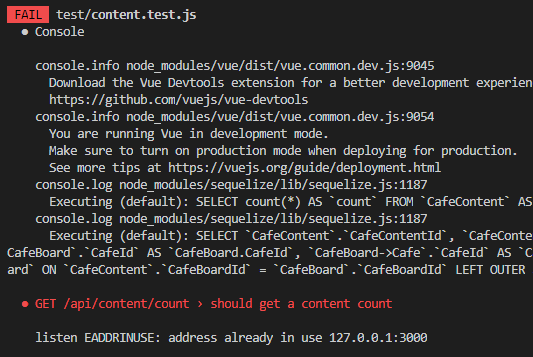 FAIL test/content.test.js
● Console
console.info node_modules/vue/dist/vue.common.dev.js:9045
Download the Vue Devtools extension for a better development experien
https://github.com/vuejs/vue-devtools
console.info node_modules/vue/dist/vue.common.dev.js:9054
You are running Vue in development mode.
Make sure to turn on production mode when deploying for production.
See more tips at https://vuejs.org/guide/deployment.html
console.log node_modules/sequelize/lib/sequelize.js:1187
Executing (default): SELECT count(*) AS `count` FROM `CafeContent` AS
console.log node_modules/sequelize/lib/sequelize.js:1187
Executing (default): SELECT `CafeContent`.`CafeContentId`, `CafeConte
CafeBoard`.`CafeId` AS `CafeBoard.CafeId`, `CafeBoard->Cafe`.`CafeId` AS `C
ard` ON `CafeContent`.`CafeBoardId` = `CafeBoard`.`CafeBoardId` LEFT OUTER
● GET /api/content/count › should get a content count
listen EADDRINUSE: address already in use 127.0.0.1:3000